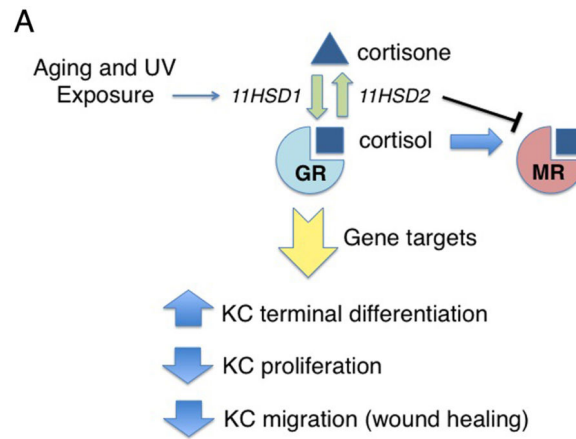 A
cortisone
Aging and UV
Exposure
11HSD1
11HSD2
cortisol
GR
MR
Gene targets
KC terminal differentiation
KC proliferation
KC migration (wound healing)